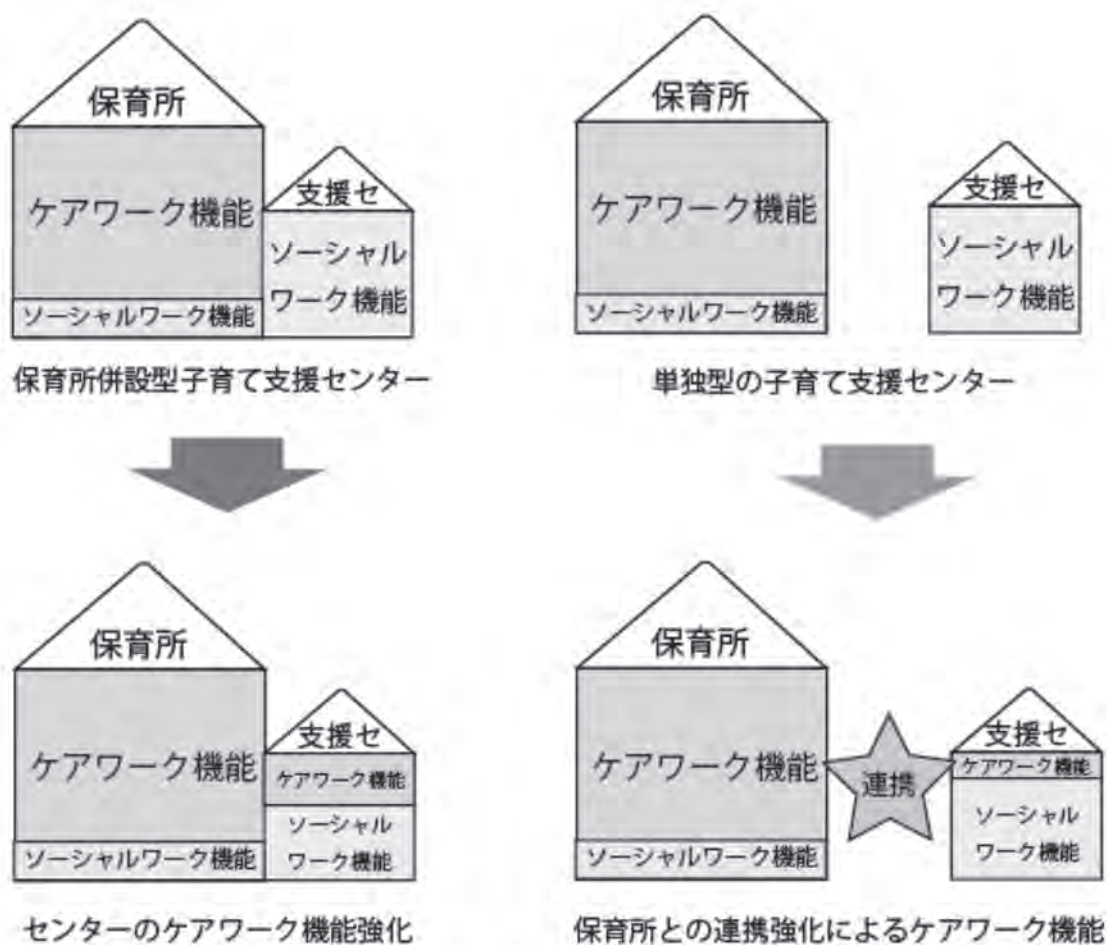 保育所
ケアワーク機能
ソーシャルワーク機能
支援セ
ソーシャル
ワーク機能
保育所併設型子育て支援センター
保育所
ケアワーク機能
ソーシャルワーク機能
支援セ
ソーシャル
ワーク機能
単独型の子育て支援センター
保育所
ケアワーク機能
ソーシャルワーク機能
支援セ
ケアワーク機能
ソーシャル
ワーク機能
センターのケアワーク機能強化
保育所
ケアワーク機能
ソーシャルワーク機能
連携
支援セ
ケアワーク機能
ソーシャル
ワーク機能
保育所との連携強化によるケアワーク機能